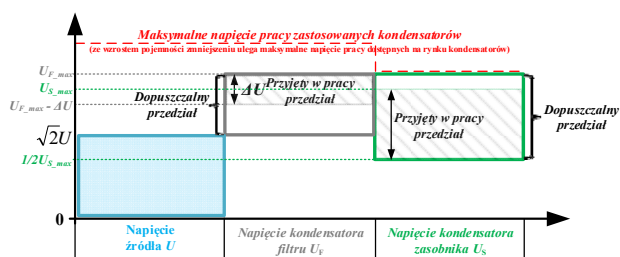 Maksymalne napięcie pracy zastosowanych kondensatorów
(ze wzrostem pojemności zmniejszeniu ulega maksymalne napięcie pracy dostępnych na rynku kondensatorów)
U_F_max
U_S_max
U_F_max - ΔU
√2U
1/2U_S_max
0
Dopuszczalny
przedział
ΔU
Przyjęty w pracy
przedział
Przyjęty w pracy
przedział
Dopuszczalny
przedział
Napięcie
źródła U
Napięcie kondensatora
filtru U_F
Napięcie kondensatora
zasobnika U_S